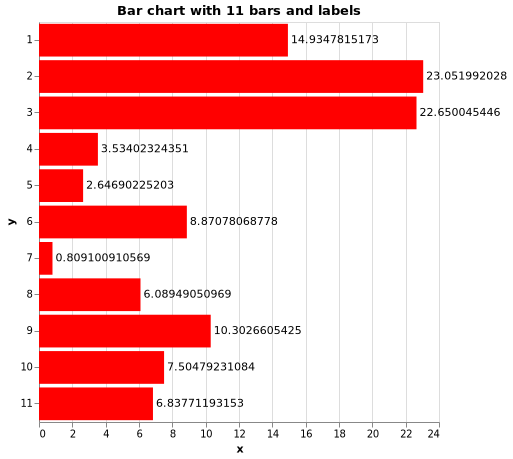 Bar chart with 11 bars and labels
1 14.9347815173
2 23.051992028
3 22.650045446
4 3.53402324351
5 2.64690225203
y 6 8.87078068778
7 0.809100910569
8 6.08949050969
9 10.3026605425
10 7.50479231084
11 6.83771193153
0 2 4 6 8 10 12 14 16 18 20 22 24
x